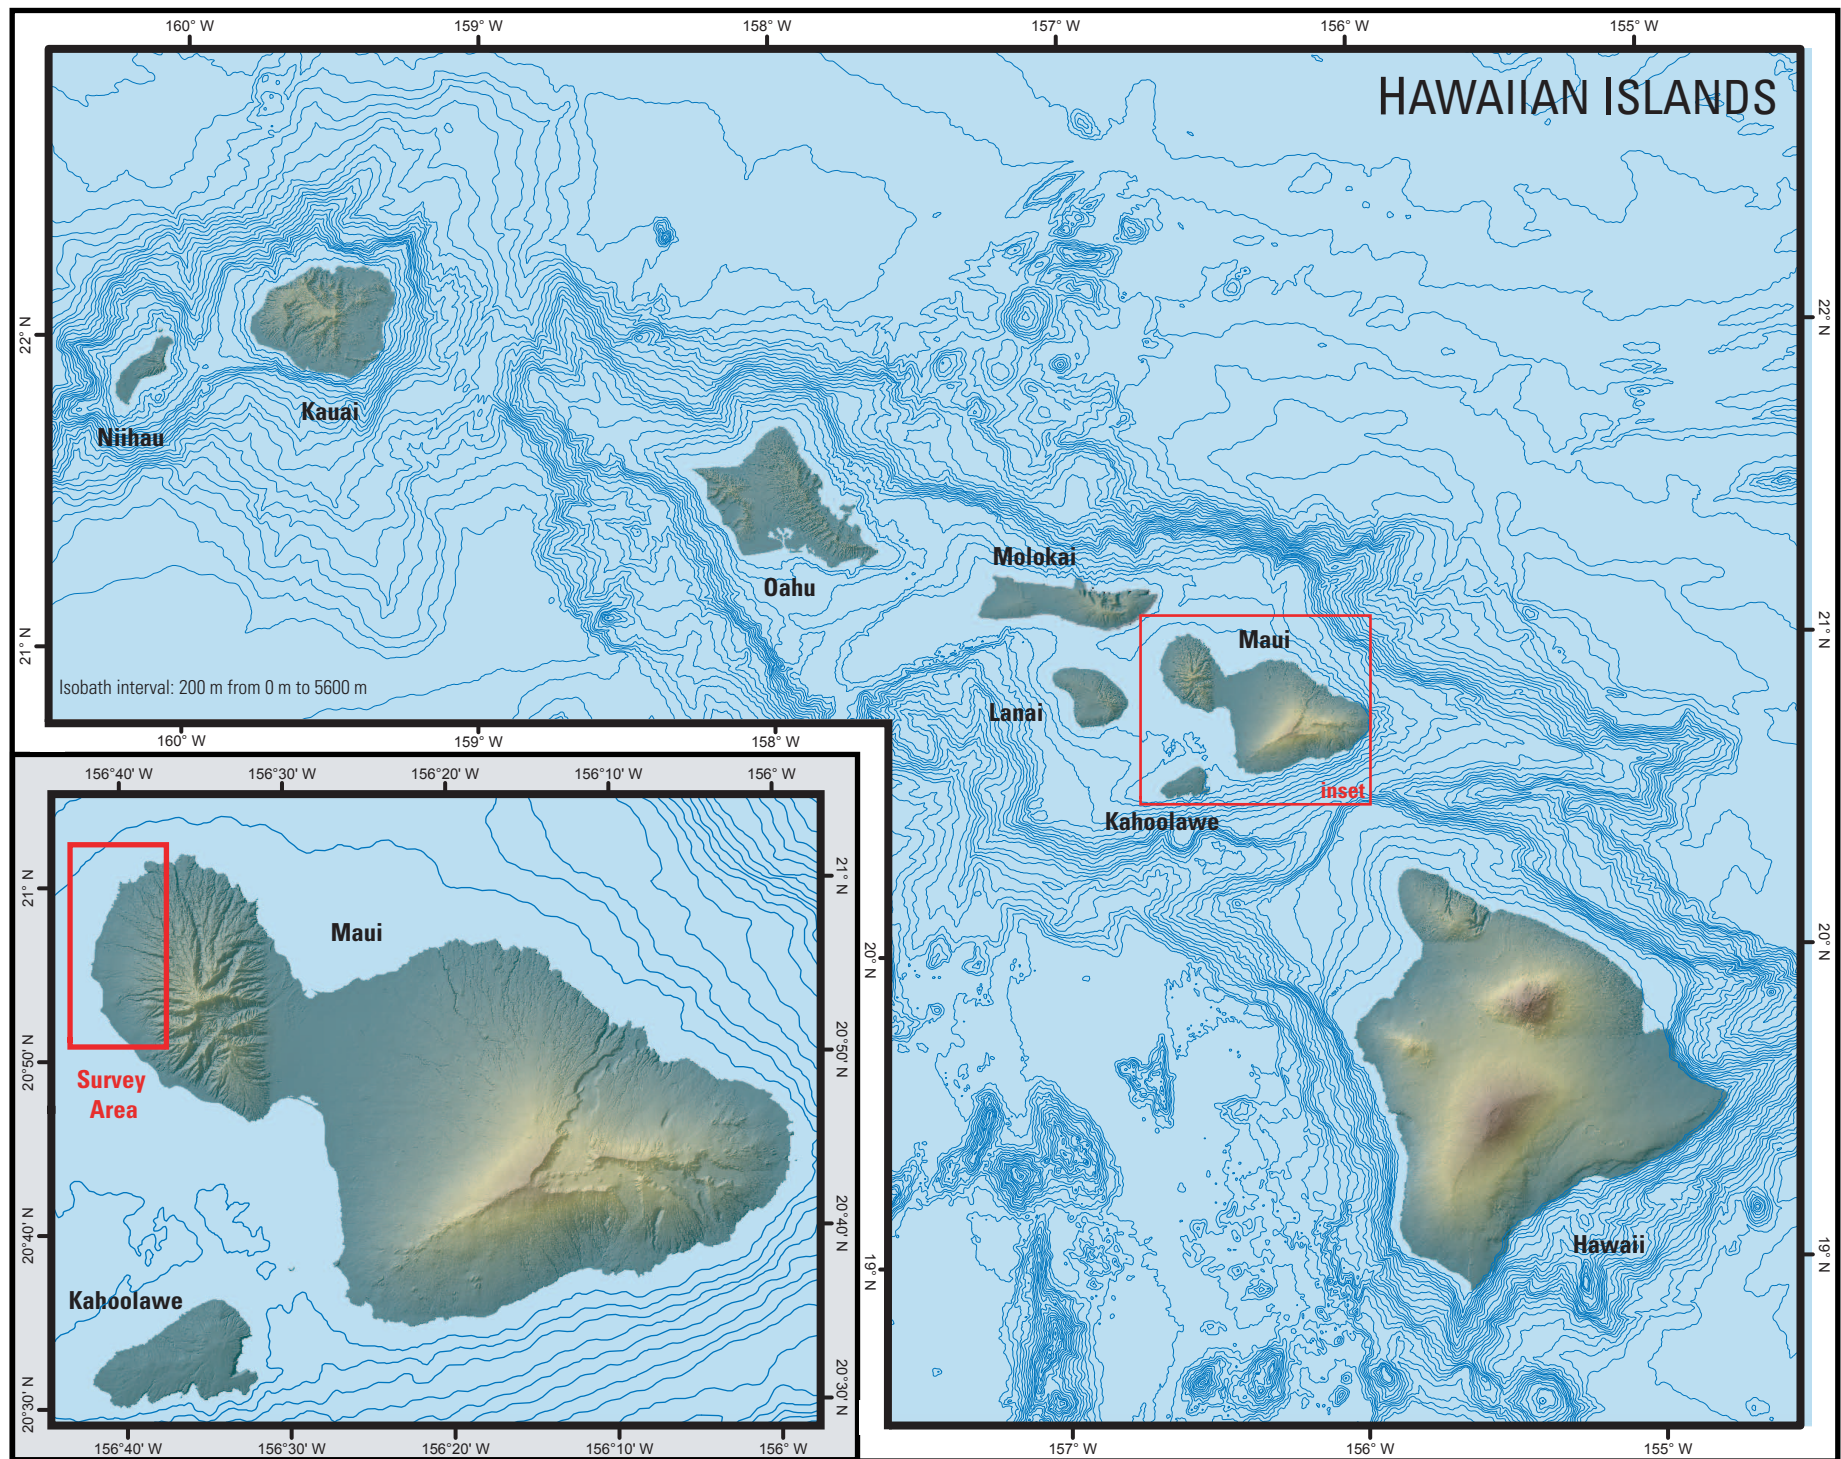 160° W
159° W
158° W
157° W
156° W
155° W
HAWAIIAN ISLANDS
22° N
22° N
Kauai
Niihau
Molokai
Oahu
21° N
21° N
Maui
Isobath interval: 200 m from 0 m to 5600 m
Lanai
160° W
159° W
158° W
inset
Kahoolawe
156°40' W
156°30' W
156°20' W
156°10' W
156° W
21° N
21° N
Maui
20° N
20° N
20°50' N
20°50' N
Survey
Area
20°40' N
20°40' N
Hawaii
19° N
19° N
Kahoolawe
20°30' N
20°30' N
156°40' W
156°30' W
156°20' W
156°10' W
156° W
157° W
156° W
155° W